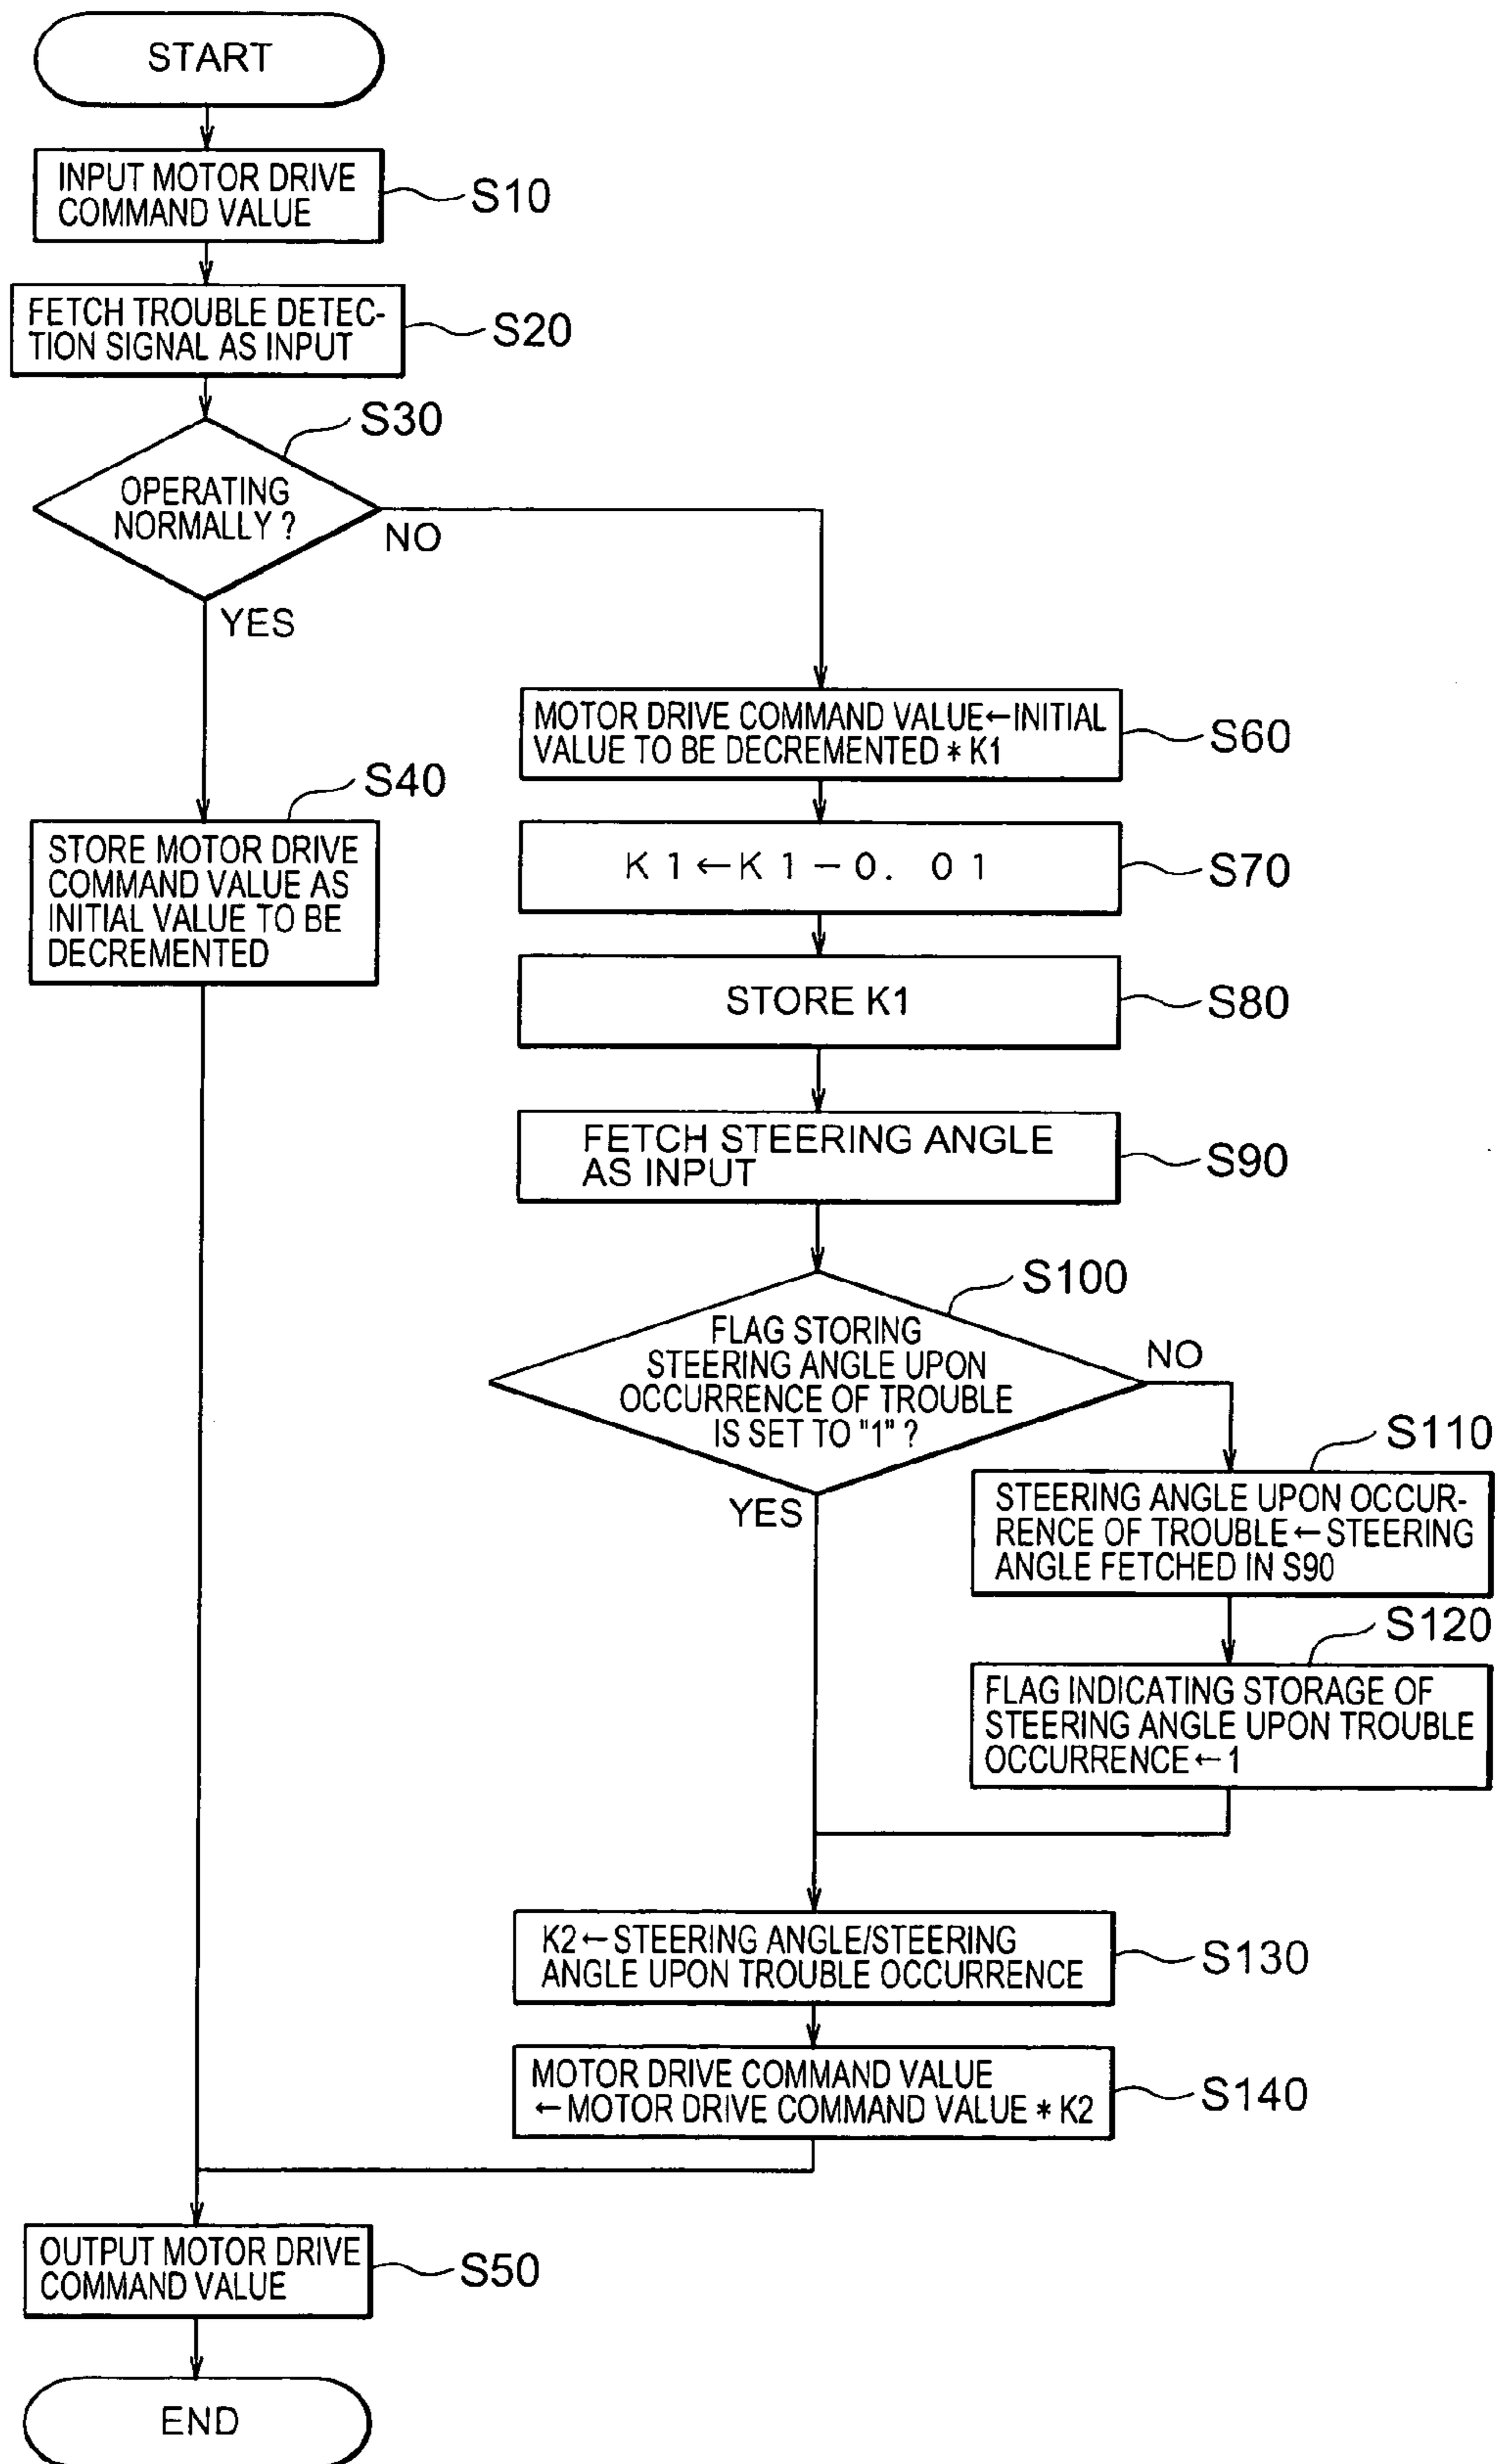 START
INPUT MOTOR DRIVE
COMMAND VALUE
S10
FETCH TROUBLE DETEC-
TION SIGNAL AS INPUT
S20
S30
OPERATING
NORMALLY ?
NO
YES
MOTOR DRIVE COMMAND VALUE←INITIAL
VALUE TO BE DECREMENTED * K1
S60
S40
STORE MOTOR DRIVE
COMMAND VALUE AS
INITIAL VALUE TO BE
DECREMENTED
K 1 ← K 1 − 0. 0 1
S70
STORE K1
S80
FETCH STEERING ANGLE
AS INPUT
S90
S100
FLAG STORING
STEERING ANGLE UPON
OCCURRENCE OF TROUBLE
IS SET TO "1" ?
NO
YES
S110
STEERING ANGLE UPON OCCUR-
RENCE OF TROUBLE←STEERING
ANGLE FETCHED IN S90
S120
FLAG INDICATING STORAGE OF
STEERING ANGLE UPON TROUBLE
OCCURRENCE←1
K2←STEERING ANGLE/STEERING
ANGLE UPON TROUBLE OCCURRENCE
S130
MOTOR DRIVE COMMAND VALUE
←MOTOR DRIVE COMMAND VALUE * K2
S140
OUTPUT MOTOR DRIVE
COMMAND VALUE
S50
END